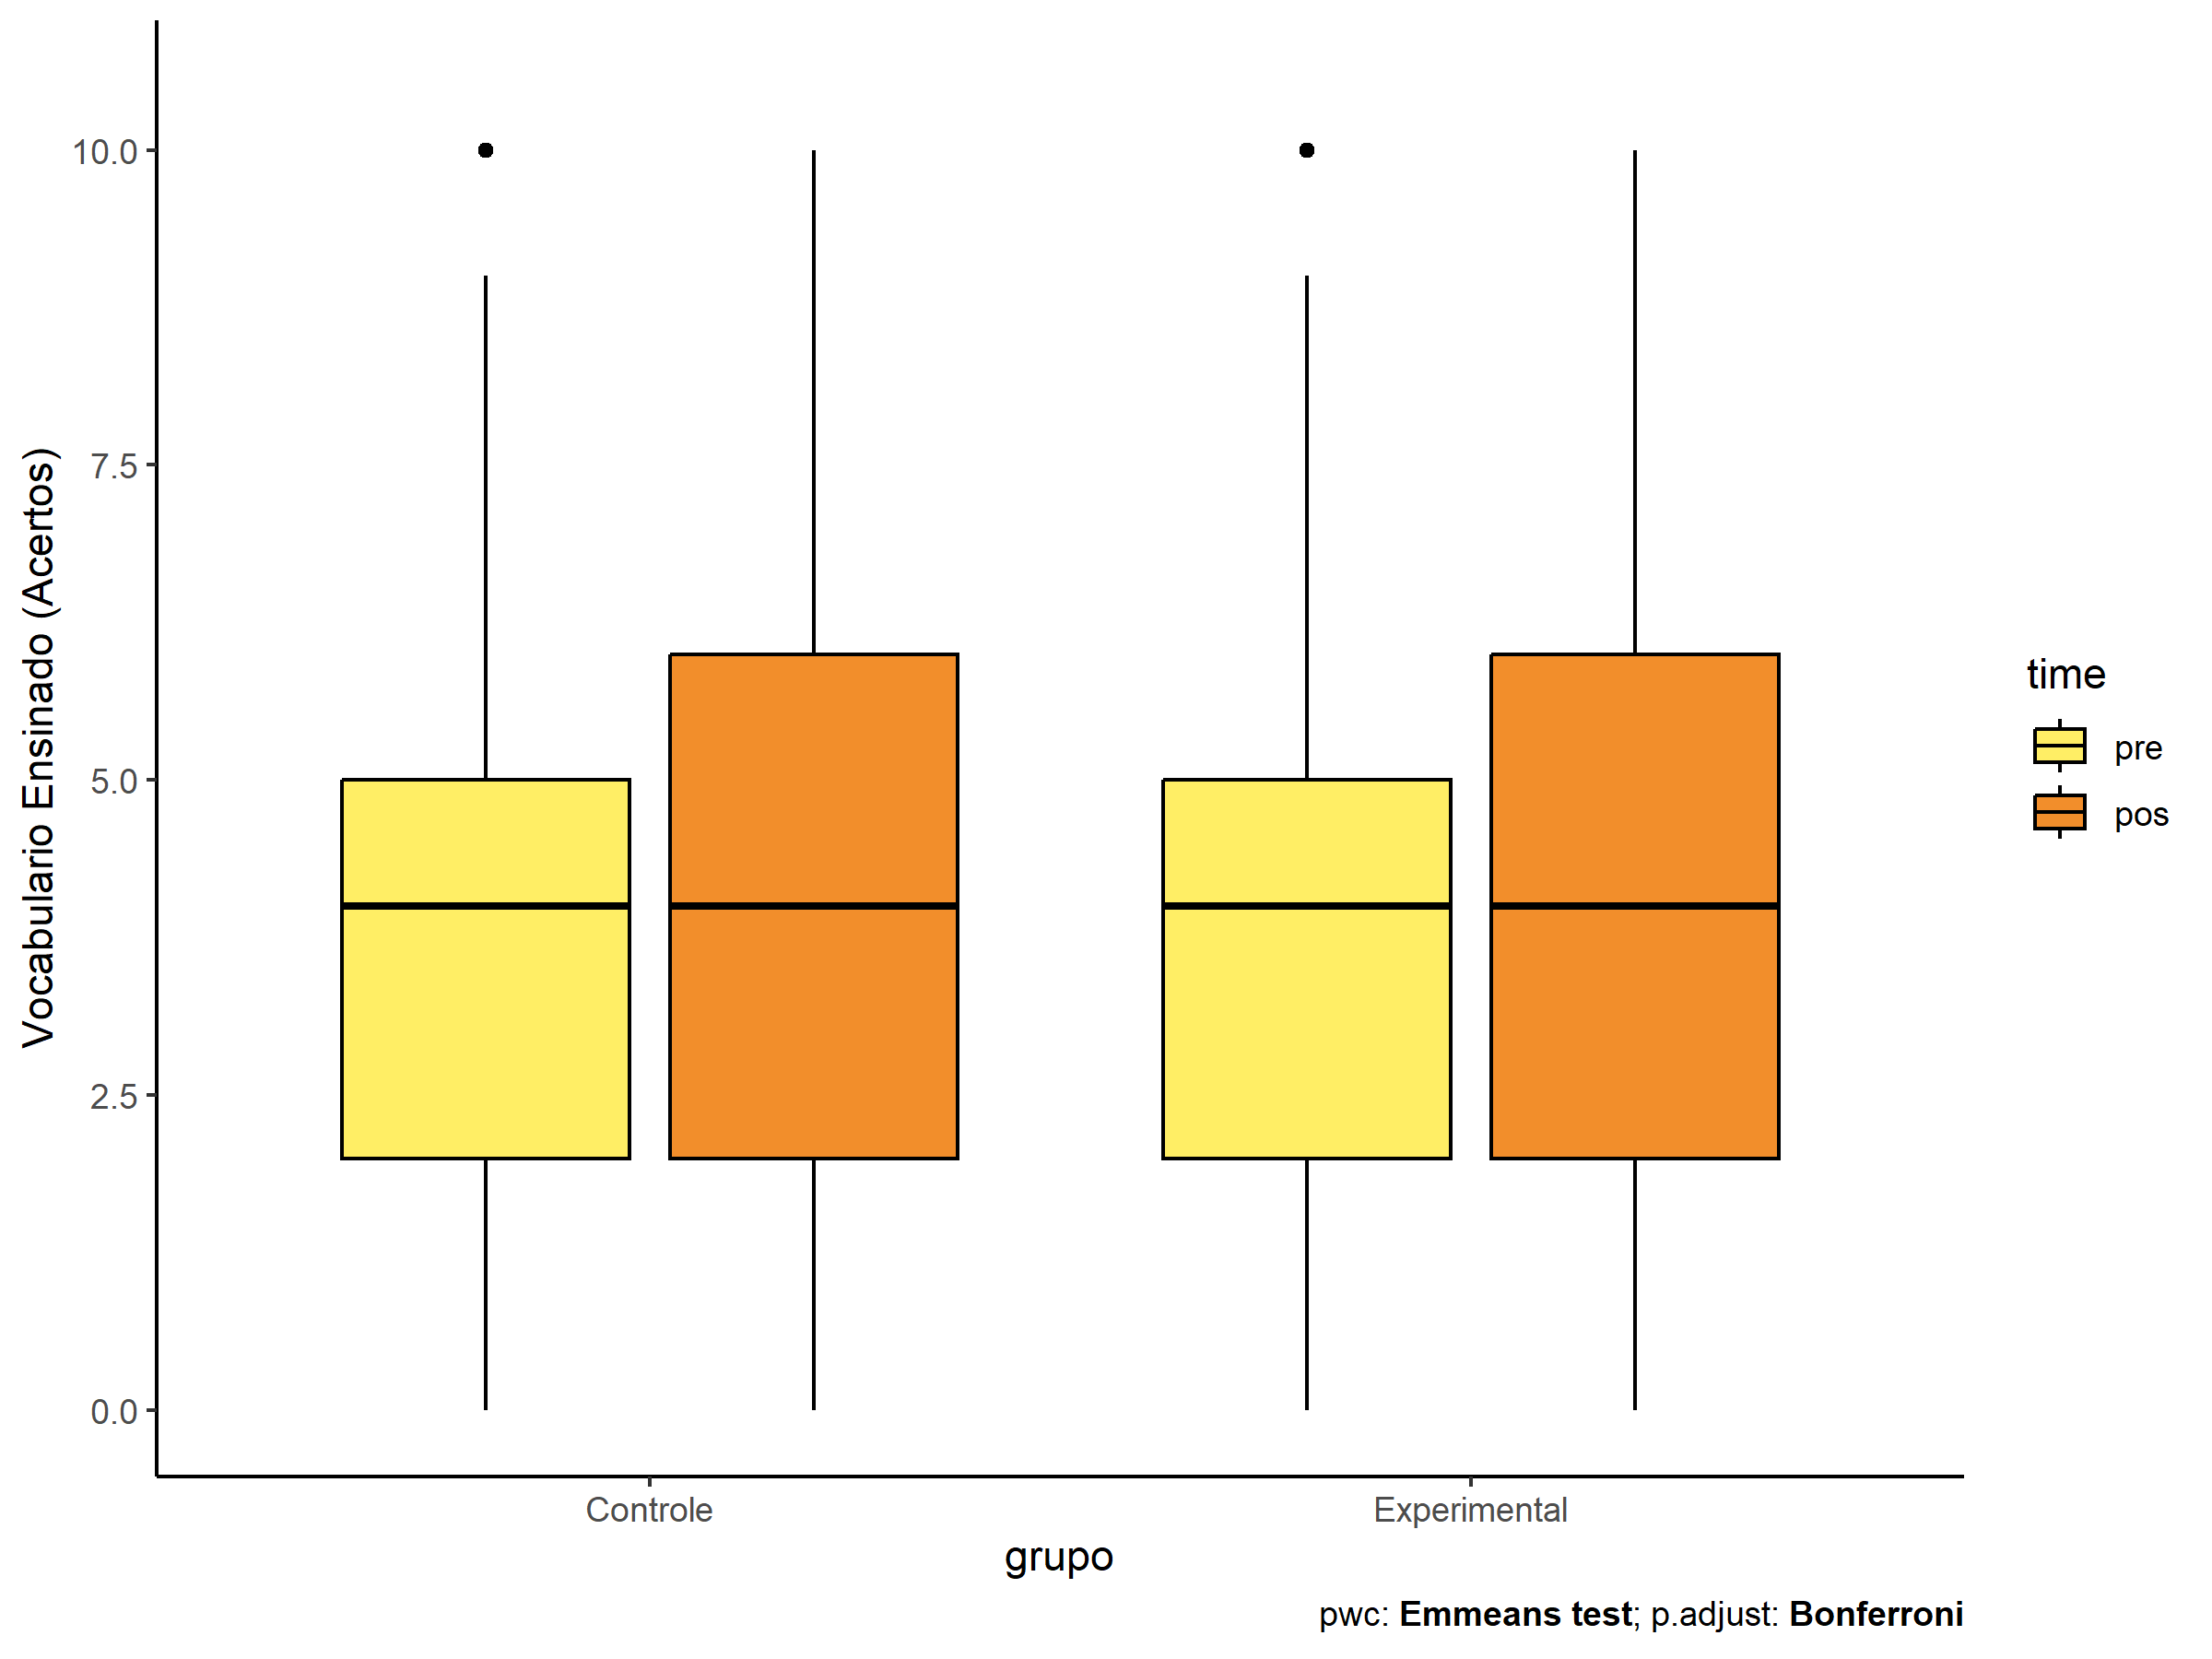 Vocabulario Ensinado (Acertos)
10.0
7.5
5.0
2.5
0.0
Controle
Experimental
grupo
time
pre
pos
pwc: Emmeans test; p.adjust: Bonferroni